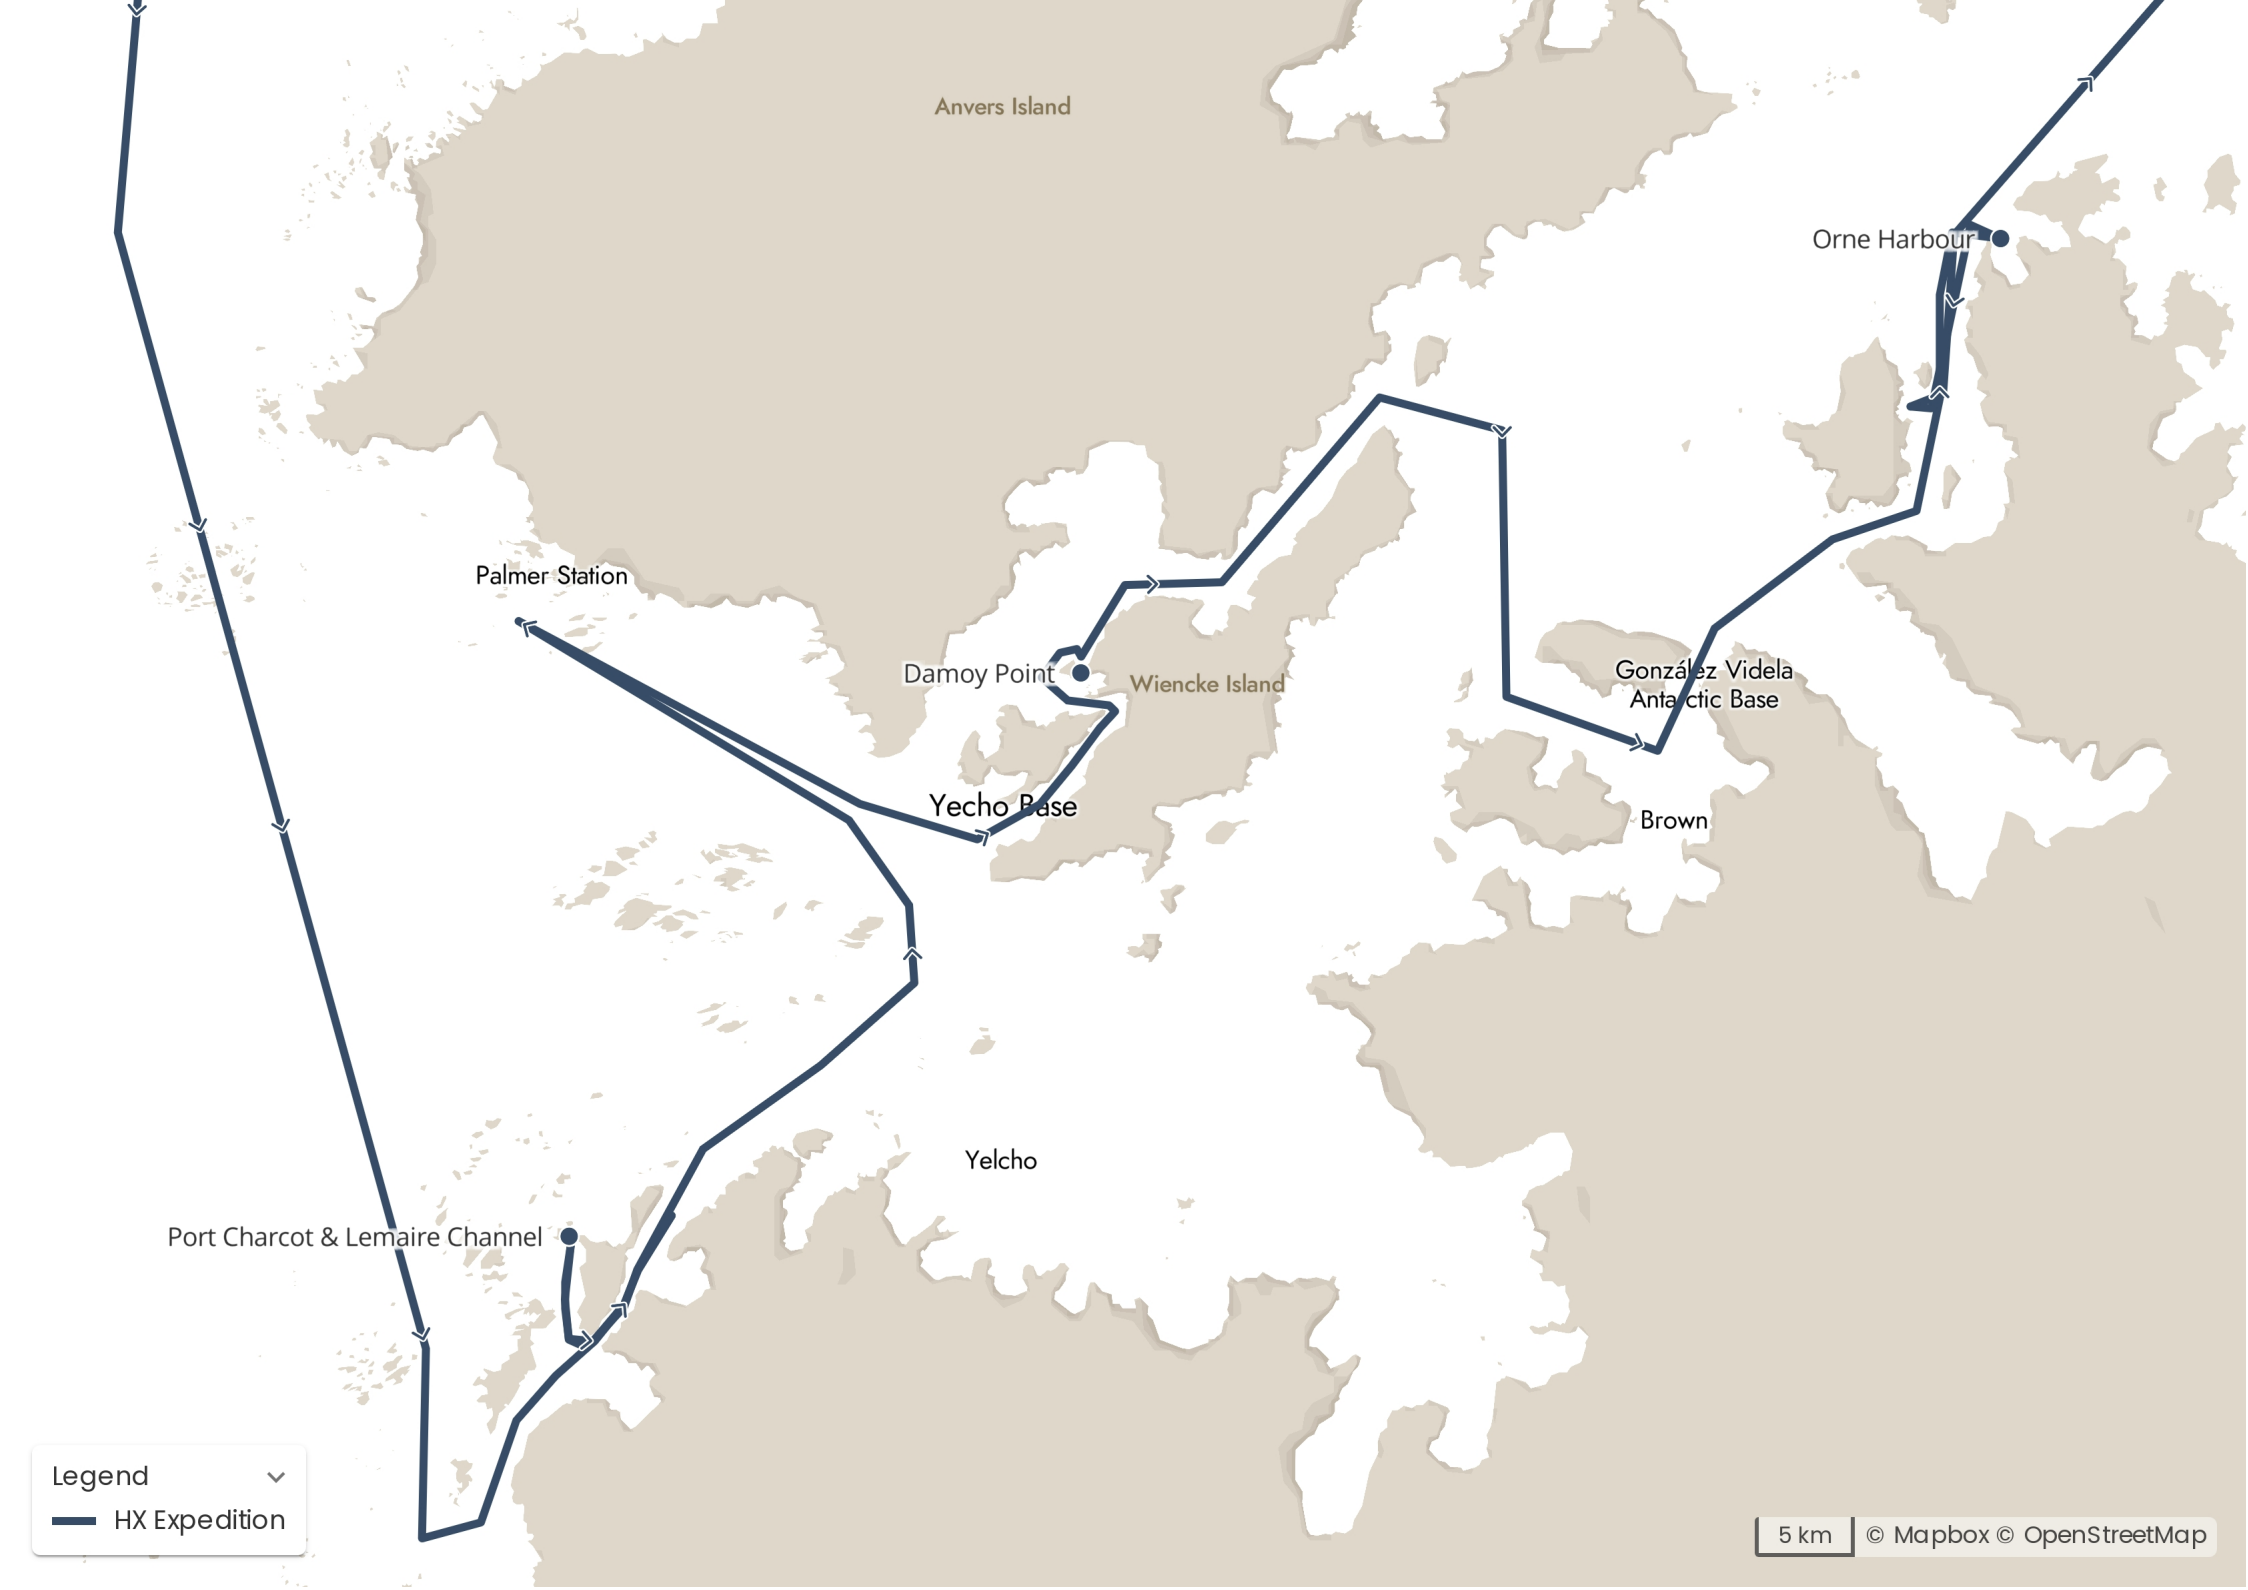 Anvers Island
Orne Harbour
Palmer Station
Damoy Point
Wiencke Island
González Videla
Antarctic Base
Yecho Base
Brown
Yelcho
Port Charcot & Lemaire Channel
Legend
HX Expedition
5 km
© Mapbox © OpenStreetMap